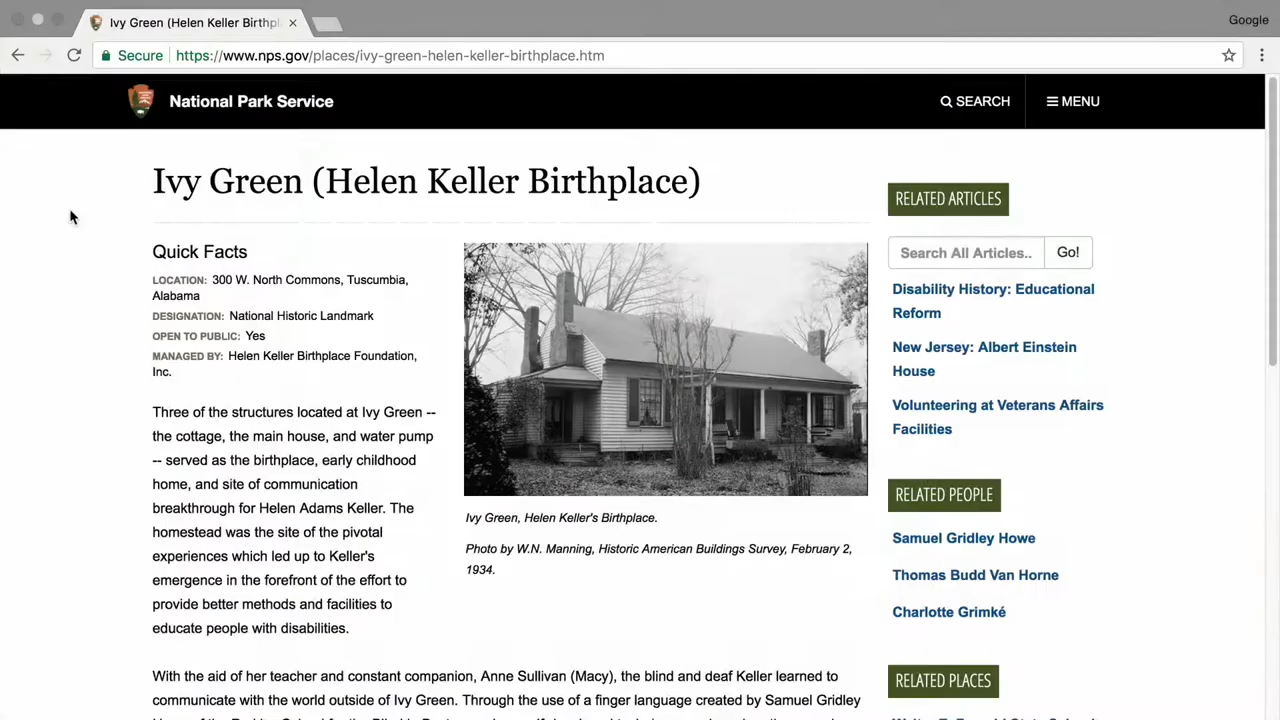 Ivy Green (Helen Keller Birthpl
Google
Secure https://www.nps.gov/places/ivy-green-helen-keller-birthplace.htm
National Park Service
SEARCH
MENU
Ivy Green (Helen Keller Birthplace)
Quick Facts
LOCATION: 300 W. North Commons, Tuscumbia,
Alabama
DESIGNATION: National Historic Landmark
OPEN TO PUBLIC: Yes
MANAGED BY: Helen Keller Birthplace Foundation,
Inc.
Three of the structures located at Ivy Green --
the cottage, the main house, and water pump
-- served as the birthplace, early childhood
home, and site of communication
breakthrough for Helen Adams Keller. The
homestead was the site of the pivotal
experiences which led up to Keller's
emergence in the forefront of the effort to
provide better methods and facilities to
educate people with disabilities.
Ivy Green, Helen Keller's Birthplace.
Photo by W.N. Manning, Historic American Buildings Survey, February 2,
1934.
With the aid of her teacher and constant companion, Anne Sullivan (Macy), the blind and deaf Keller learned to
communicate with the world outside of Ivy Green. Through the use of a finger language created by Samuel Gridley
RELATED ARTICLES
Search All Articles.. Go!
Disability History: Educational
Reform
New Jersey: Albert Einstein
House
Volunteering at Veterans Affairs
Facilities
RELATED PEOPLE
Samuel Gridley Howe
Thomas Budd Van Horne
Charlotte Grimké
RELATED PLACES